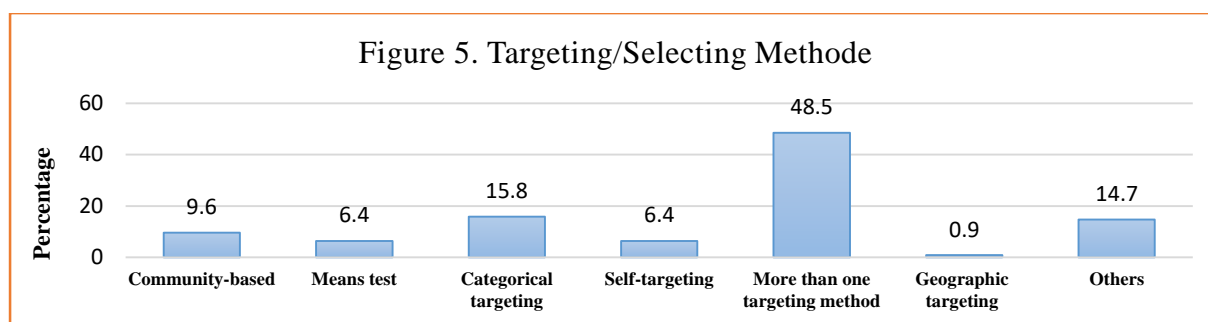 Figure 5. Targeting/Selecting Methode
Percentage
60
40
20
0
9.6
6.4
15.8
6.4
48.5
0.9
14.7
Community-based
Means test
Categorical
targeting
Self-targeting
More than one
targeting method
Geographic
targeting
Others